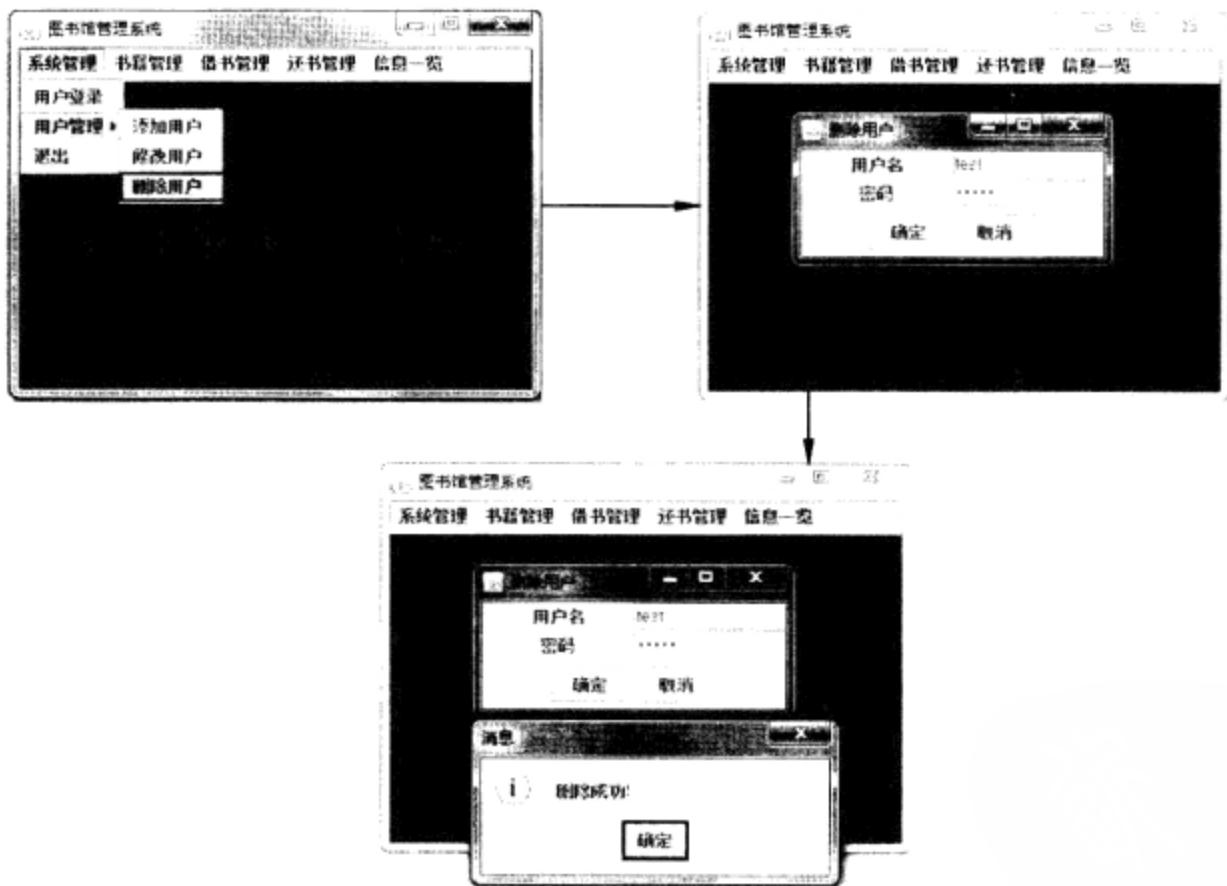 图书馆管理系统
系统管理 书籍管理 借书管理 还书管理 信息一览
用户登录
用户管理 添加用户
退出 修改用户
删除用户
图书馆管理系统
系统管理 书籍管理 借书管理 还书管理 信息一览
删除用户
用户名 test
密码 *****
确定 取消
图书馆管理系统
系统管理 书籍管理 借书管理 还书管理 信息一览
删除用户
用户名 test
密码 *****
确定 取消
消息
i 删除成功!
确定